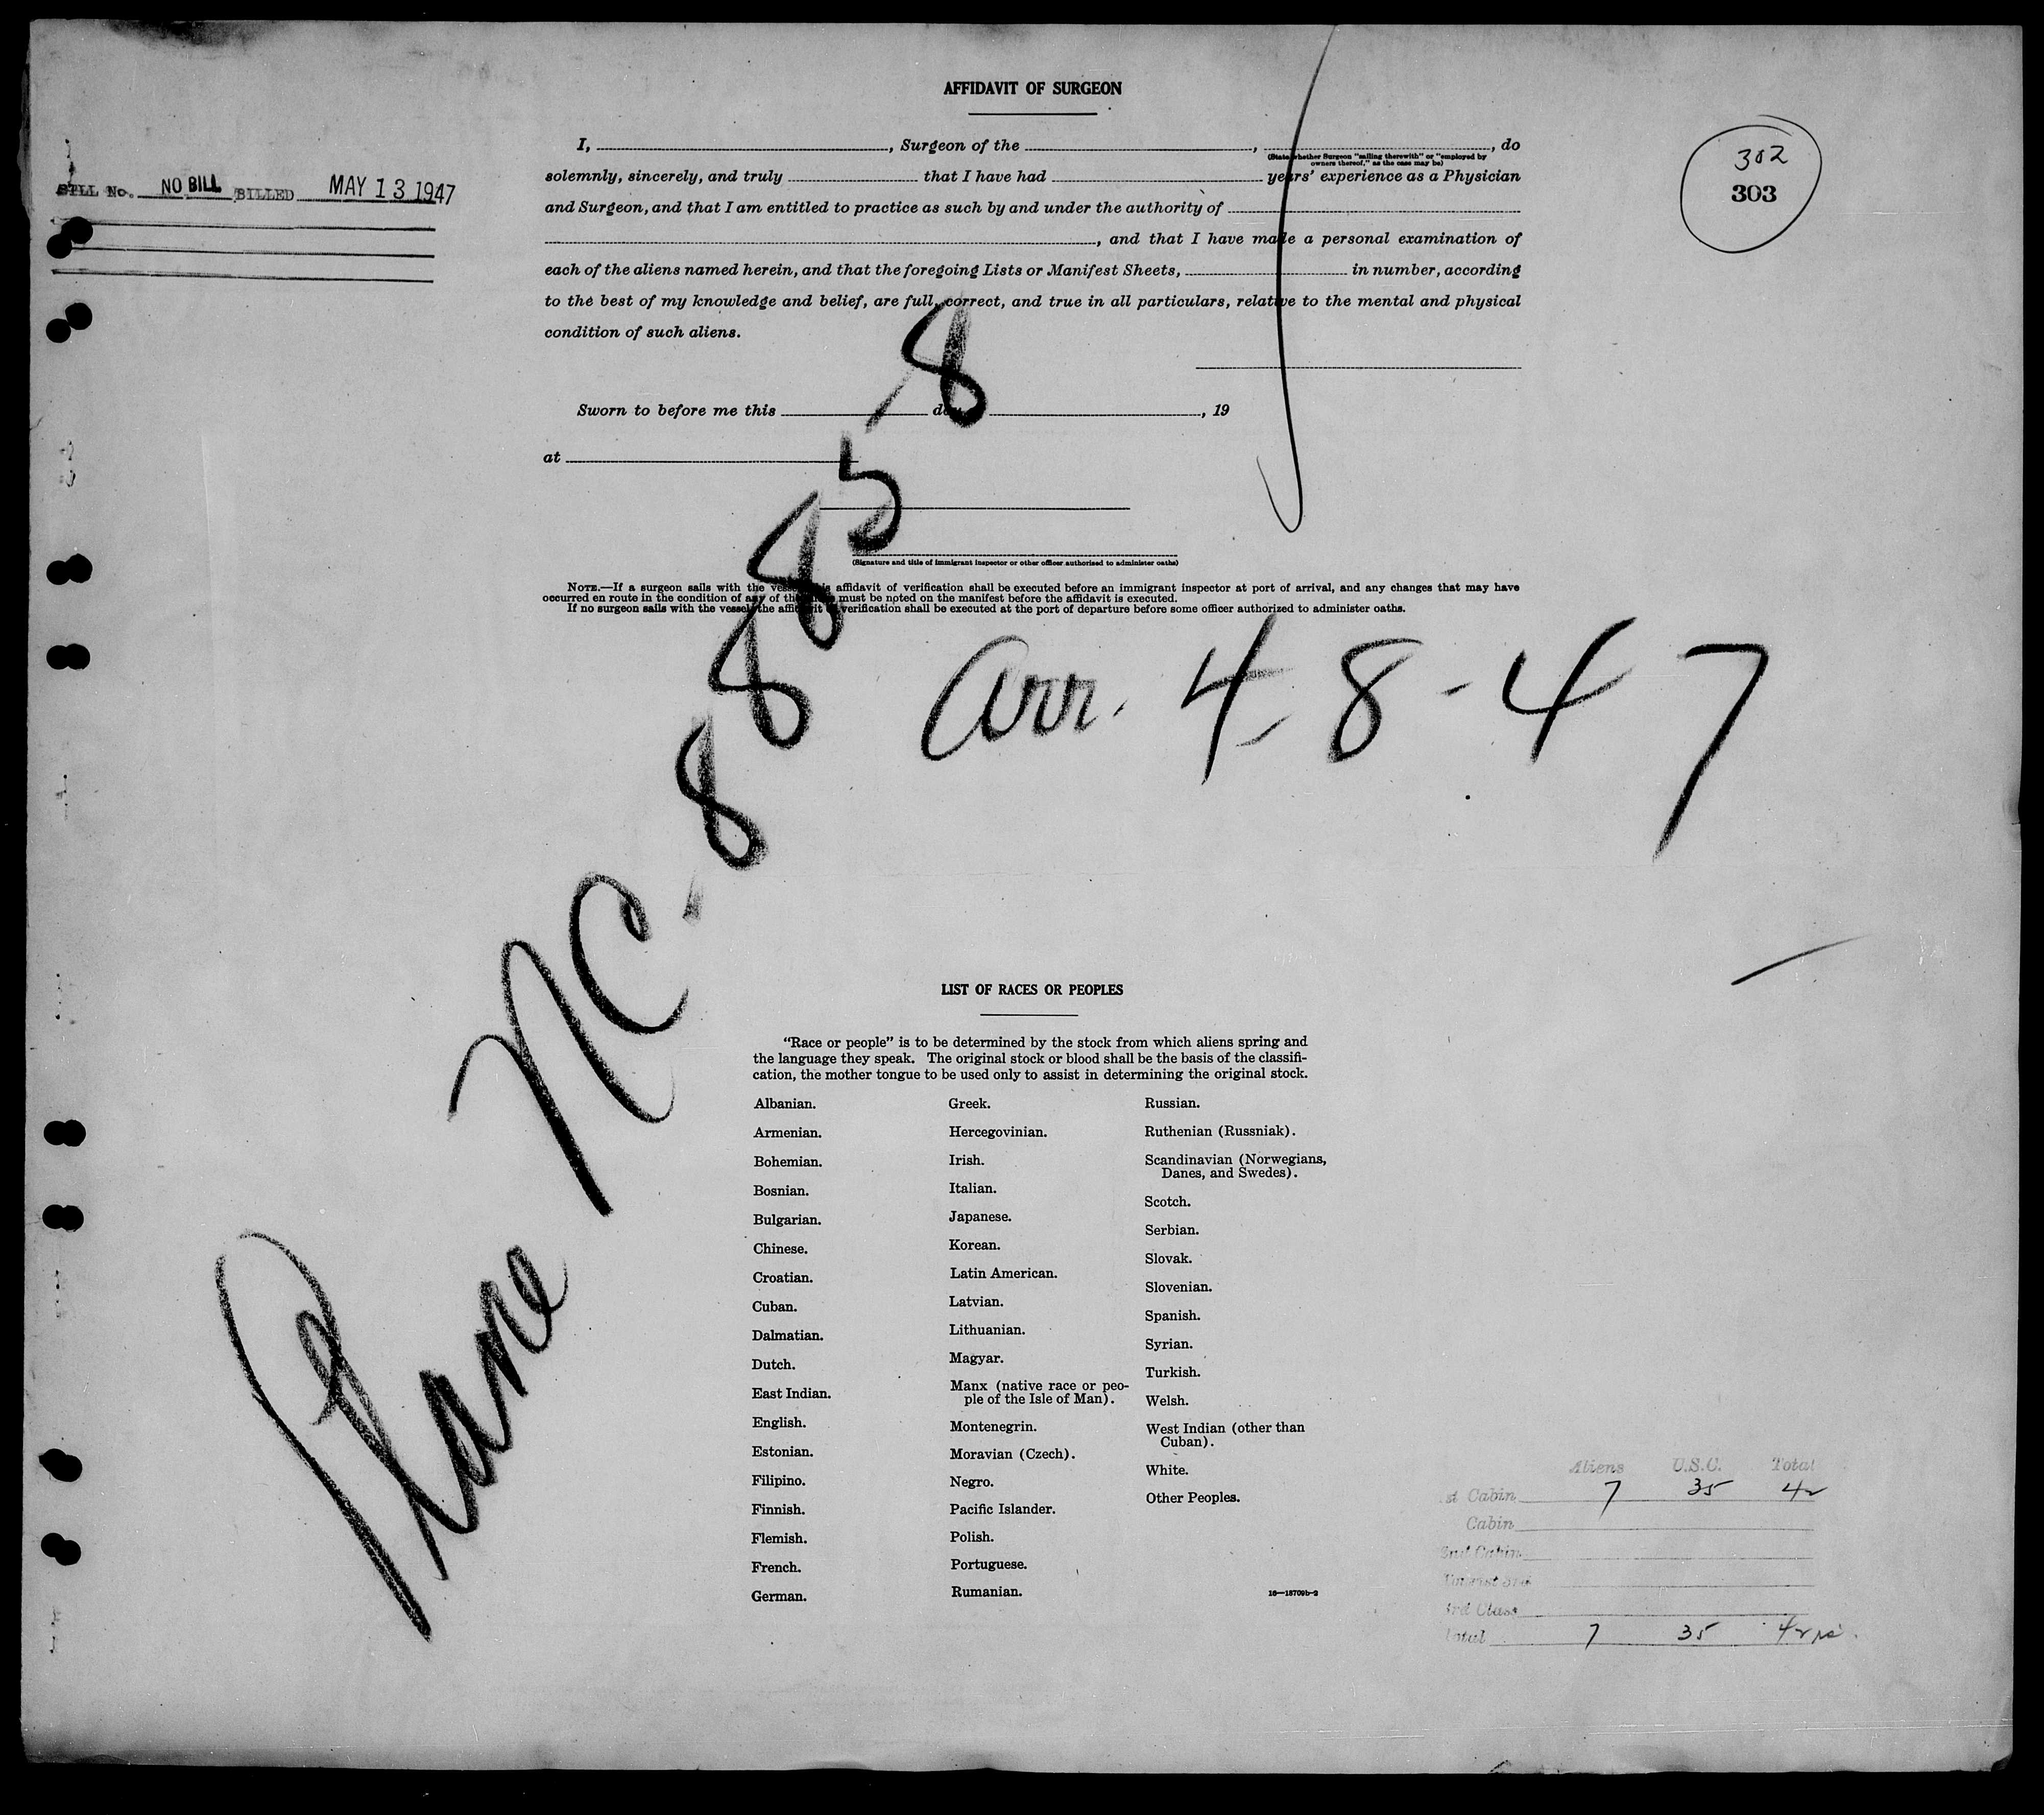 AFFIDAVIT OF SURGEON
I, , Surgeon of the , , do
(State whether Surgeon "sailing therewith" or "employed by
owners thereof," as the case may be)
solemnly, sincerely, and truly that I have had years' experience as a Physician
and Surgeon, and that I am entitled to practice as such by and under the authority of
, and that I have made a personal examination of
each of the aliens named herein, and that the foregoing Lists or Manifest Sheets, in number, according
to the best of my knowledge and belief, are full, correct, and true in all particulars, relative to the mental and physical
condition of such aliens.
302
303
BILL No. NO BILL BILLED MAY 13 1947
Sworn to before me this day , 19
at
(Signature and title of immigrant inspector or other officer authorized to administer oaths)
NOTE.—If a surgeon sails with the vessel, this affidavit of verification shall be executed before an immigrant inspector at port of arrival, and any changes that may have
occurred en route in the condition of any of the must be noted on the manifest before the affidavit is executed.
If no surgeon sails with the vessel, the affidavit of verification shall be executed at the port of departure before some officer authorized to administer oaths.
Plane NC-88858
Arr. 4-8-47
LIST OF RACES OR PEOPLES
"Race or people" is to be determined by the stock from which aliens spring and
the language they speak. The original stock or blood shall be the basis of the classifi-
cation, the mother tongue to be used only to assist in determining the original stock.
Albanian.
Armenian.
Bohemian.
Bosnian.
Bulgarian.
Chinese.
Croatian.
Cuban.
Dalmatian.
Dutch.
East Indian.
English.
Estonian.
Filipino.
Finnish.
Flemish.
French.
German.
Greek.
Hercegovinian.
Irish.
Italian.
Japanese.
Korean.
Latin American.
Latvian.
Lithuanian.
Magyar.
Manx (native race or peo-
ple of the Isle of Man).
Montenegrin.
Moravian (Czech).
Negro.
Pacific Islander.
Polish.
Portuguese.
Rumanian.
Russian.
Ruthenian (Russniak).
Scandinavian (Norwegians,
Danes, and Swedes).
Scotch.
Serbian.
Slovak.
Slovenian.
Spanish.
Syrian.
Turkish.
Welsh.
West Indian (other than
Cuban).
White.
Other Peoples.
16—18709b-2
Aliens U.S.C. Total
st Cabin 7 35 42
Cabin
2nd Cabin
Tourist 3rd
3rd Class
Total 7 35 42